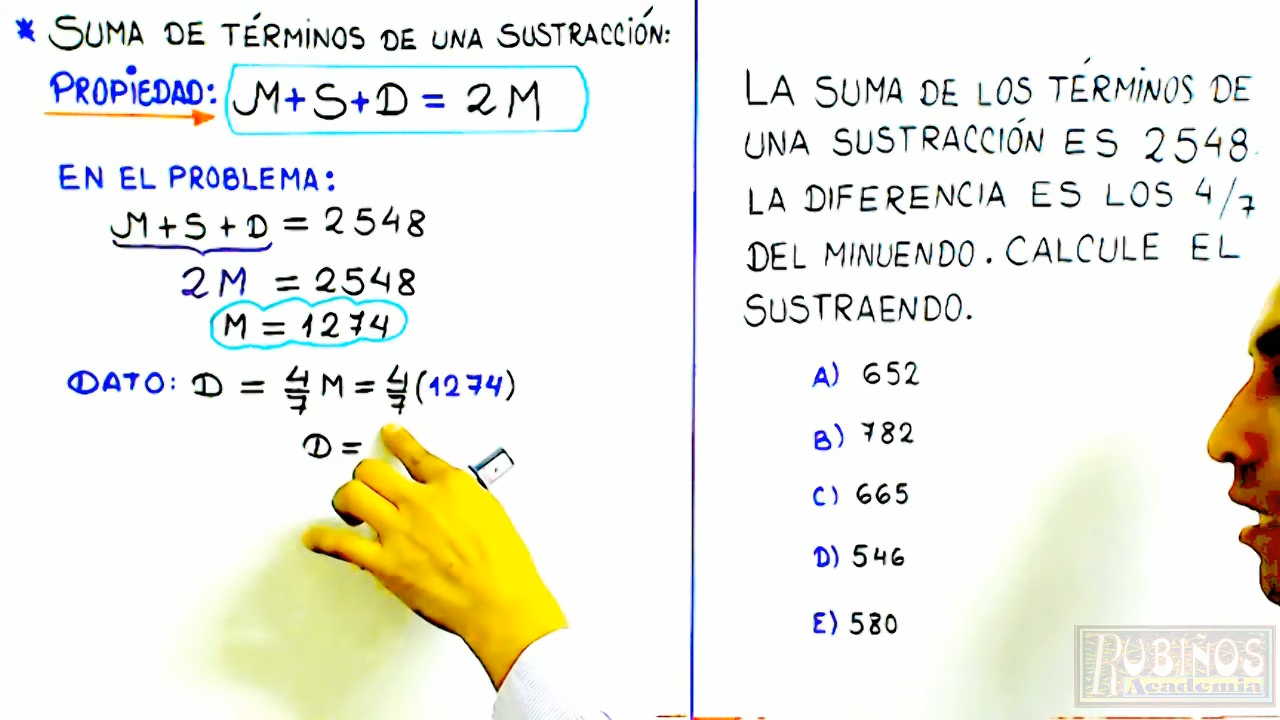 * SUMA DE TÉRMINOS DE UNA SUSTRACCIÓN:
PROPIEDAD: M+S+D = 2M
EN EL PROBLEMA:
M+S+D = 2548
2M = 2548
M = 1274
DATO: D = 4/7 M = 4/7 (1274)
D =
LA SUMA DE LOS TÉRMINOS DE
UNA SUSTRACCIÓN ES 2548.
LA DIFERENCIA ES LOS 4/7
DEL MINUENDO. CALCULE EL
SUSTRAENDO.
A) 652
B) 782
C) 665
D) 546
E) 580
RUBIÑOS
Academia